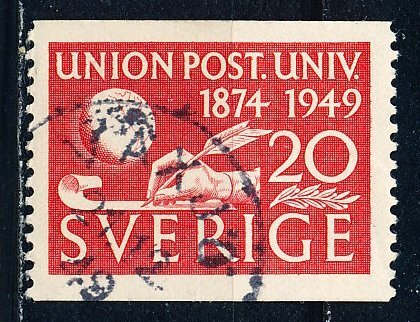 UNION POST. UNIV.
1874-1949
20
SVERIGE